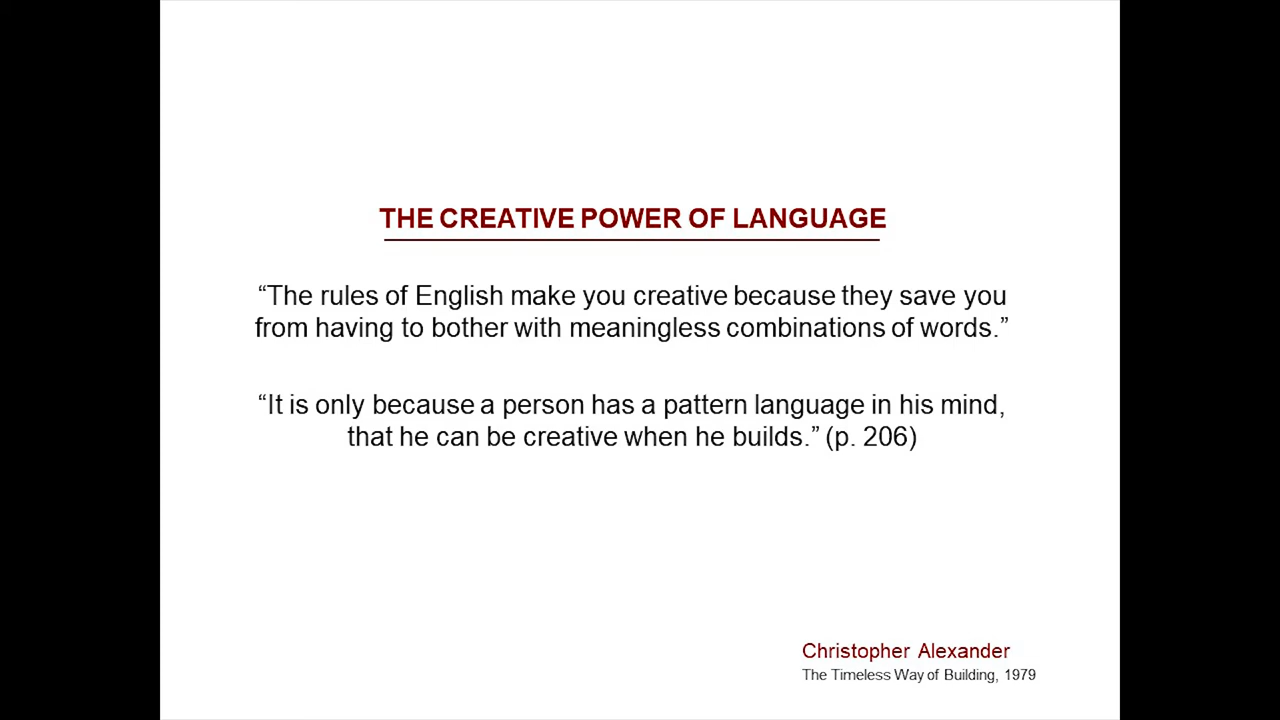 THE CREATIVE POWER OF LANGUAGE
“The rules of English make you creative because they save you
from having to bother with meaningless combinations of words.”
“It is only because a person has a pattern language in his mind,
that he can be creative when he builds.” (p. 206)
Christopher Alexander
The Timeless Way of Building, 1979